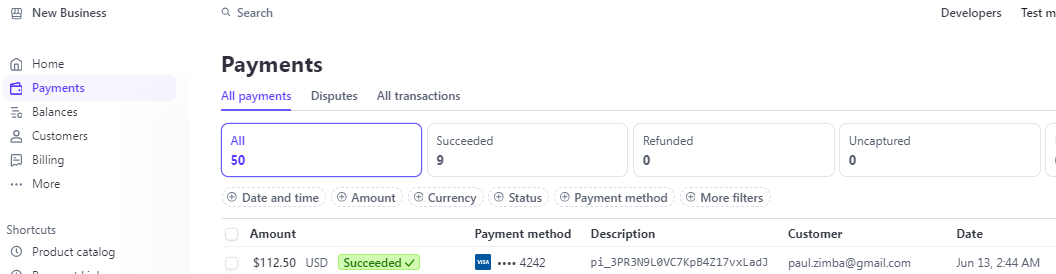 New Business
Search
Developers
Test m
Home
Payments
Balances
Customers
Billing
More
Shortcuts
Product catalog
Payments
All payments Disputes All transactions
All
50
Succeeded
9
Refunded
0
Uncaptured
0
Date and time Amount Currency Status Payment method More filters
Amount Payment method Description Customer Date
$112.50 USD Succeeded ✓ VISA •••• 4242 pi_3PR3N9L0VC7KpB4Z17vxLadJ paul.zimba@gmail.com Jun 13, 2:44 AM